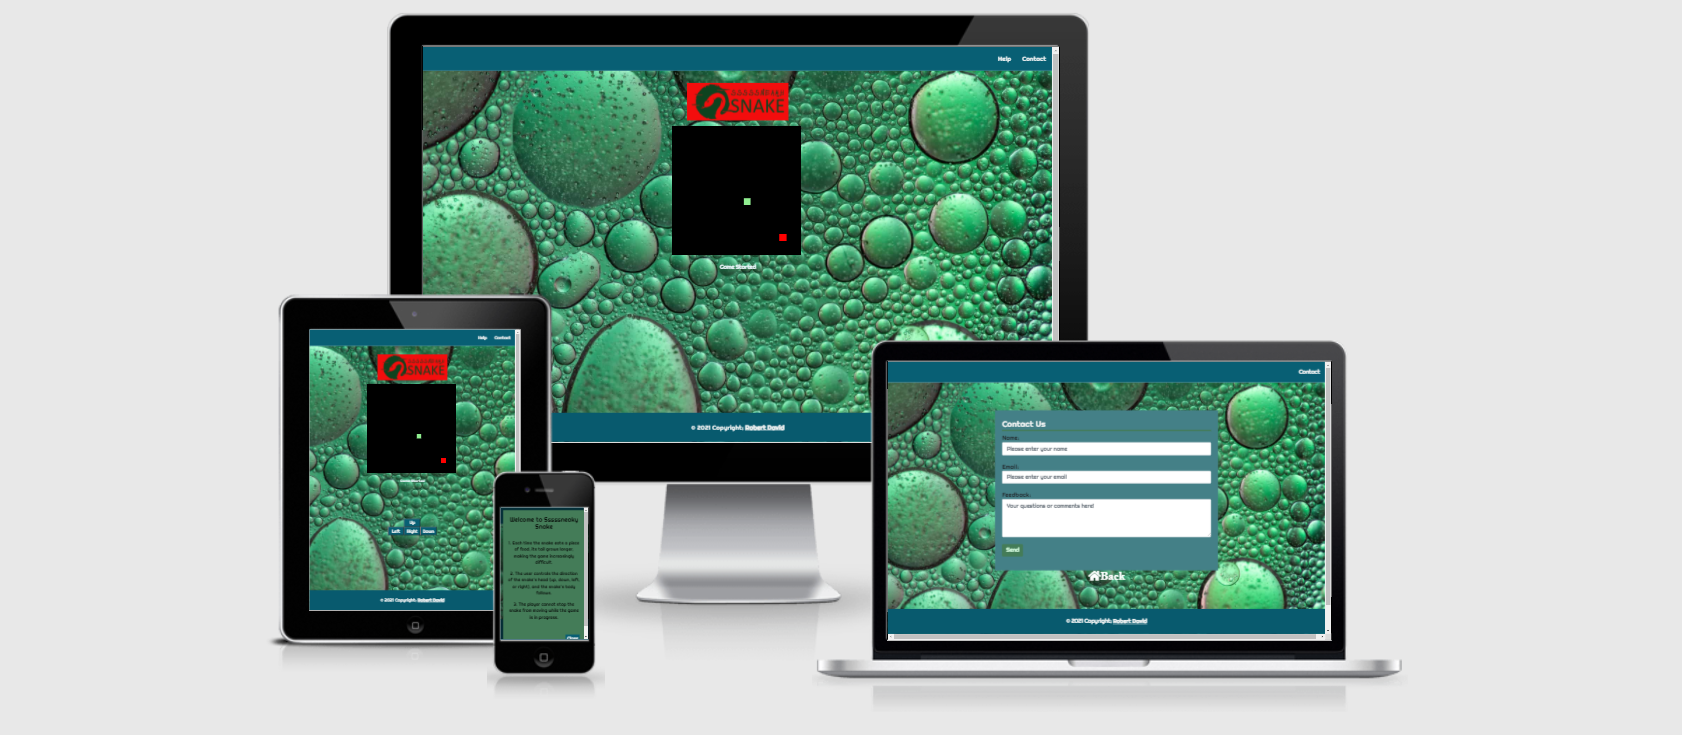 Help Contact
SNAKE
Game Started
© 2021 Copyright: Robert David
Help Contact
SNAKE
Up
Left Right Down
© 2021 Copyright: Robert David
Welcome to Sssssneaky
Snake
1. Each time the snake eats a piece
of food, its tail grows longer,
making the game increasingly
difficult.
2. The user controls the direction
of the snake's head (up, down, left,
or right), and the snake's body
follows.
3. The player cannot stop the
snake from moving while the game
is in progress.
Contact
Contact Us
Name:
Please enter your name
Email:
Please enter your email
Feedback:
Your questions or comments here!
Send
Back
© 2021 Copyright: Robert David